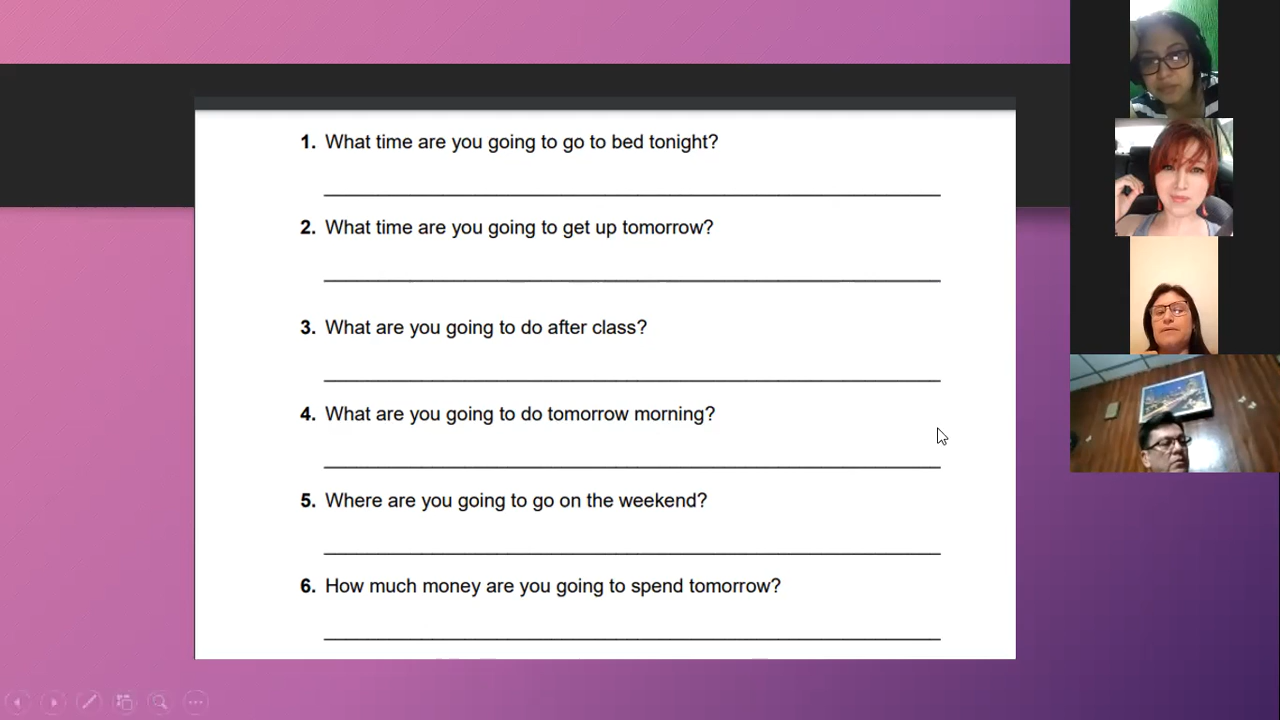 1. What time are you going to go to bed tonight?
2. What time are you going to get up tomorrow?
3. What are you going to do after class?
4. What are you going to do tomorrow morning?
5. Where are you going to go on the weekend?
6. How much money are you going to spend tomorrow?